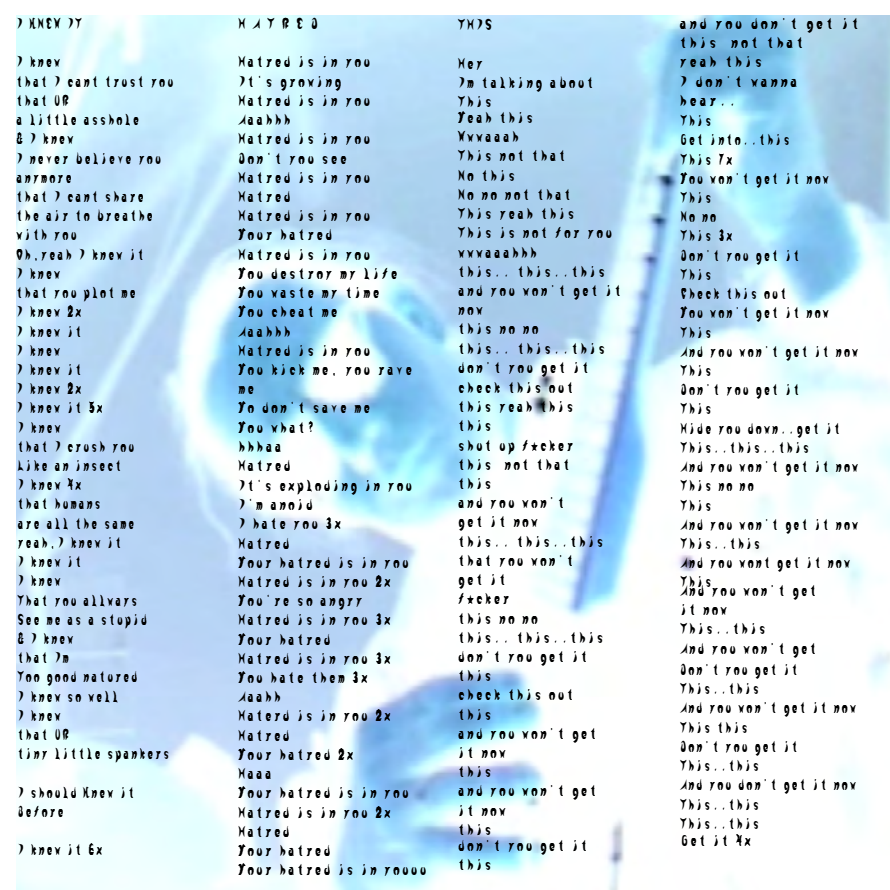 I KNEW IT
I knew
that I cant trust you
that UR
a little asshole
& I knew
I never believe you
anymore
that I cant share
the air to breathe
with you
Oh,yeah I knew it
I knew
that you plot me
I knew 2x
I knew it
I knew
I knew it
I knew 2x
I knew it 5x
I knew
that I crush you
Like an insect
I knew 4x
that humans
are all the same
yeah,I knew it
I knew it
I knew
That you allways
See me as a stupid
& I knew
that Im
Too good natured
I knew so well
I knew
that UR
tiny little spankers
I should Knew it
Before
I knew it 6x
HATRED
Hatred is in you
It's growing
Hatred is in you
Aaahhh
Hatred is in you
Don't you see
Hatred is in you
Hatred
Hatred is in you
Your hatred
Hatred is in you
You destroy my life
You waste my time
You cheat me
Aaahhh
Hatred is in you
You kick me, you rave
me
Yo don't save me
You what?
hhhaa
Hatred
It's exploding in you
I'm anoid
I hate you 3x
Hatred
Your hatred is in you
Hatred is in you 2x
You're so angry
Hatred is in you 3x
Your hatred
Hatred is in you 3x
You hate them 3x
Aaahh
Haterd is in you 2x
Hatred
Your hatred 2x
Haaa
Your hatred is in you
Hatred is in you 2x
Hatred
Your hatred
Your hatred is in youuu
THIS
Hey
Im talking about
This
Yeah this
Wwwaaah
This not that
No this
No no not that
This yeah this
This is not for you
wwwaaahhh
this.. this..this
and you won't get it
now
this no no
this.. this..this
don't you get it
check this out
this yeah this
this
shut up f*cker
this not that
this
and you won't
get it now
this.. this..this
that you won't
get it
f*cker
this no no
this.. this..this
don't you get it
this
check this out
this
and you won't get
it now
this
and you won't get
it now
this
don't you get it
this
and you don't get it
this not that
yeah this
I don't wanna
hear..
This
Get into..this
This 7x
You won't get it now
This
No no
This 3x
Don't you get it
This
Check this out
You won't get it now
This
And you won't get it now
This
Don't you get it
This
Hide you down..get it
This..this..this
And you won't get it now
This no no
This
And you won't get it now
This..this
And you wont get it now
This
And you won't get
it now
This..this
And you won't get
Don't you get it
This..this
And you won't get it now
This this
Don't you get it
This..this
And you don't get it now
This..this
This..this
Get it 4x